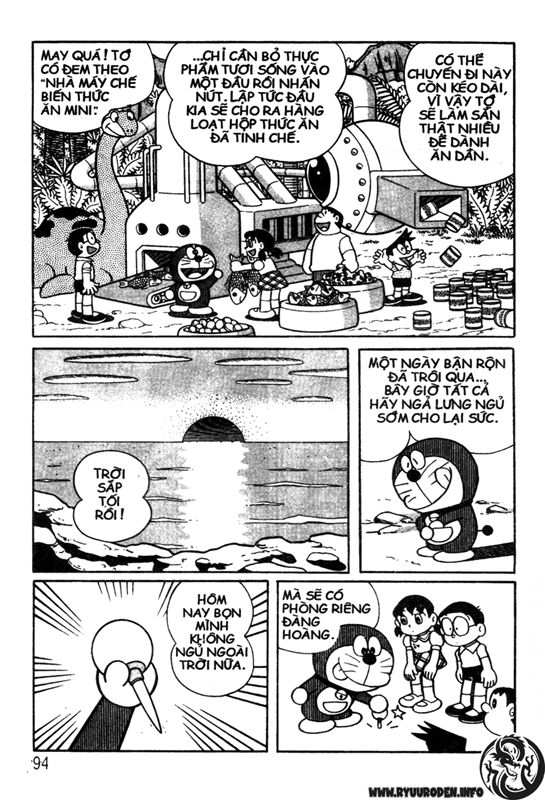 MAY QUÁ! TỚ
CÓ ĐEM THEO
"NHÀ MÁY CHẾ
BIẾN THỨC
ĂN MINI".
...CHỈ CẦN BỎ THỰC
PHẨM TƯƠI SỐNG VÀO
MỘT ĐẦU RỒI NHẤN
NÚT. LẬP TỨC ĐẦU
KIA SẼ CHO RA HÀNG
LOẠT HỘP THỨC ĂN
ĐÃ TINH CHẾ.
CÓ THỂ
CHUYẾN ĐI NÀY
CÒN KÉO DÀI,
VÌ VẬY TỚ
SẼ LÀM SẴN
THẬT NHIỀU
ĐỂ DÀNH
ĂN DẦN.
TRỜI
SẮP
TỐI
RỒI!
MỘT NGÀY BẬN RỘN
ĐÃ TRÔI QUA...
BÂY GIỜ TẤT CẢ
HÃY NGẢ LƯNG NGỦ
SỚM CHO LẠI SỨC.
HÔM
NAY BỌN
MÌNH
KHÔNG
NGỦ NGOÀI
TRỜI NỮA.
MÀ SẼ CÓ
PHÒNG RIÊNG
ĐÀNG
HOÀNG.
94
WWW.RYUURODEN.INFO